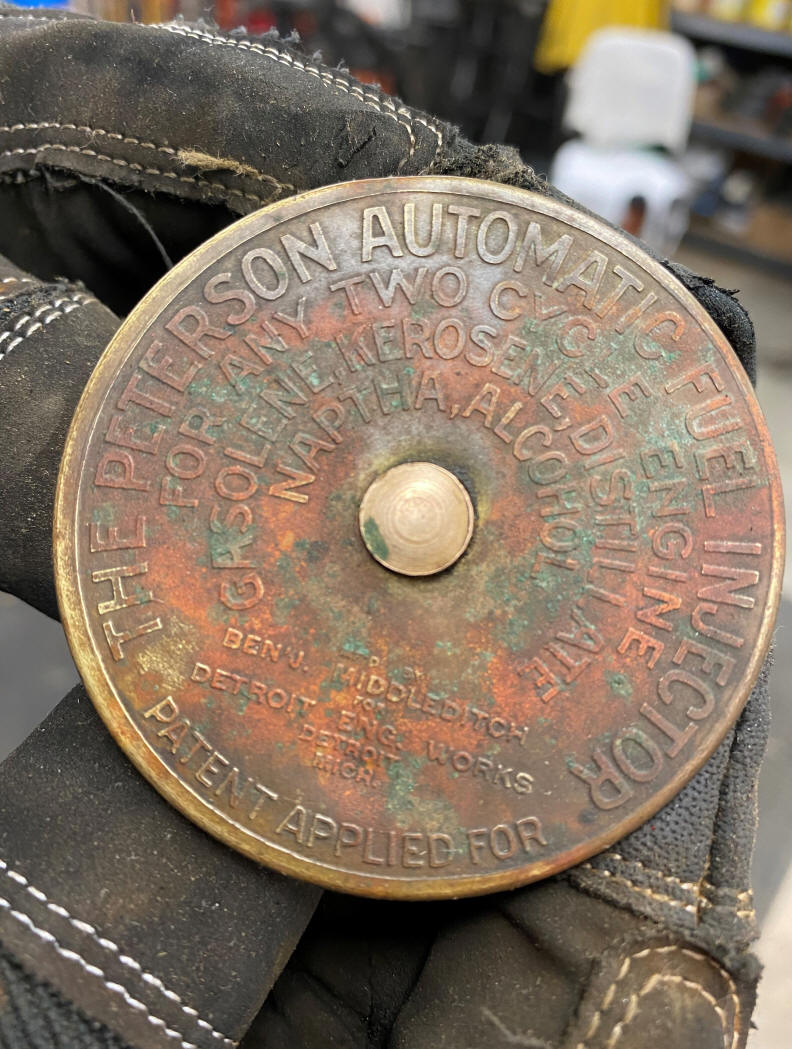 THE PETERSON AUTOMATIC FUEL INJECTOR
FOR ANY TWO CYCLE ENGINE
GASOLENE, KEROSENE, DISTILLATE
NAPTHA, ALCOHOL
BEN'J. MIDDLEDITCH
FOR
DETROIT ENG. WORKS
DETROIT
MICH.
PATENT APPLIED FOR